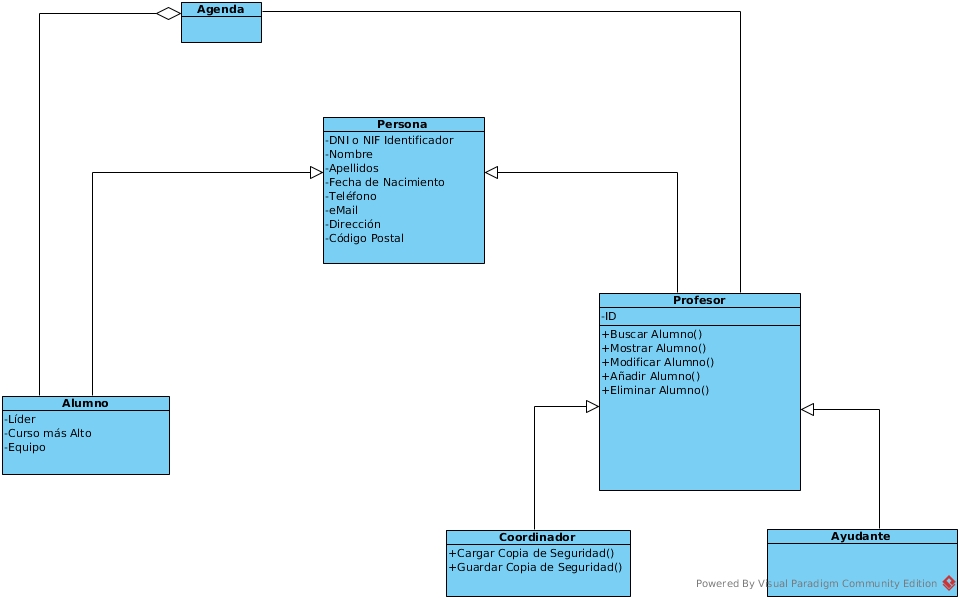 Agenda
Persona
-DNI o NIF Identificador
-Nombre
-Apellidos
-Fecha de Nacimiento
-Teléfono
-eMail
-Dirección
-Código Postal
Profesor
-ID
+Buscar Alumno()
+Mostrar Alumno()
+Modificar Alumno()
+Añadir Alumno()
+Eliminar Alumno()
Alumno
-Líder
-Curso más Alto
-Equipo
Coordinador
+Cargar Copia de Seguridad()
+Guardar Copia de Seguridad()
Ayudante
Powered By Visual Paradigm Community Edition